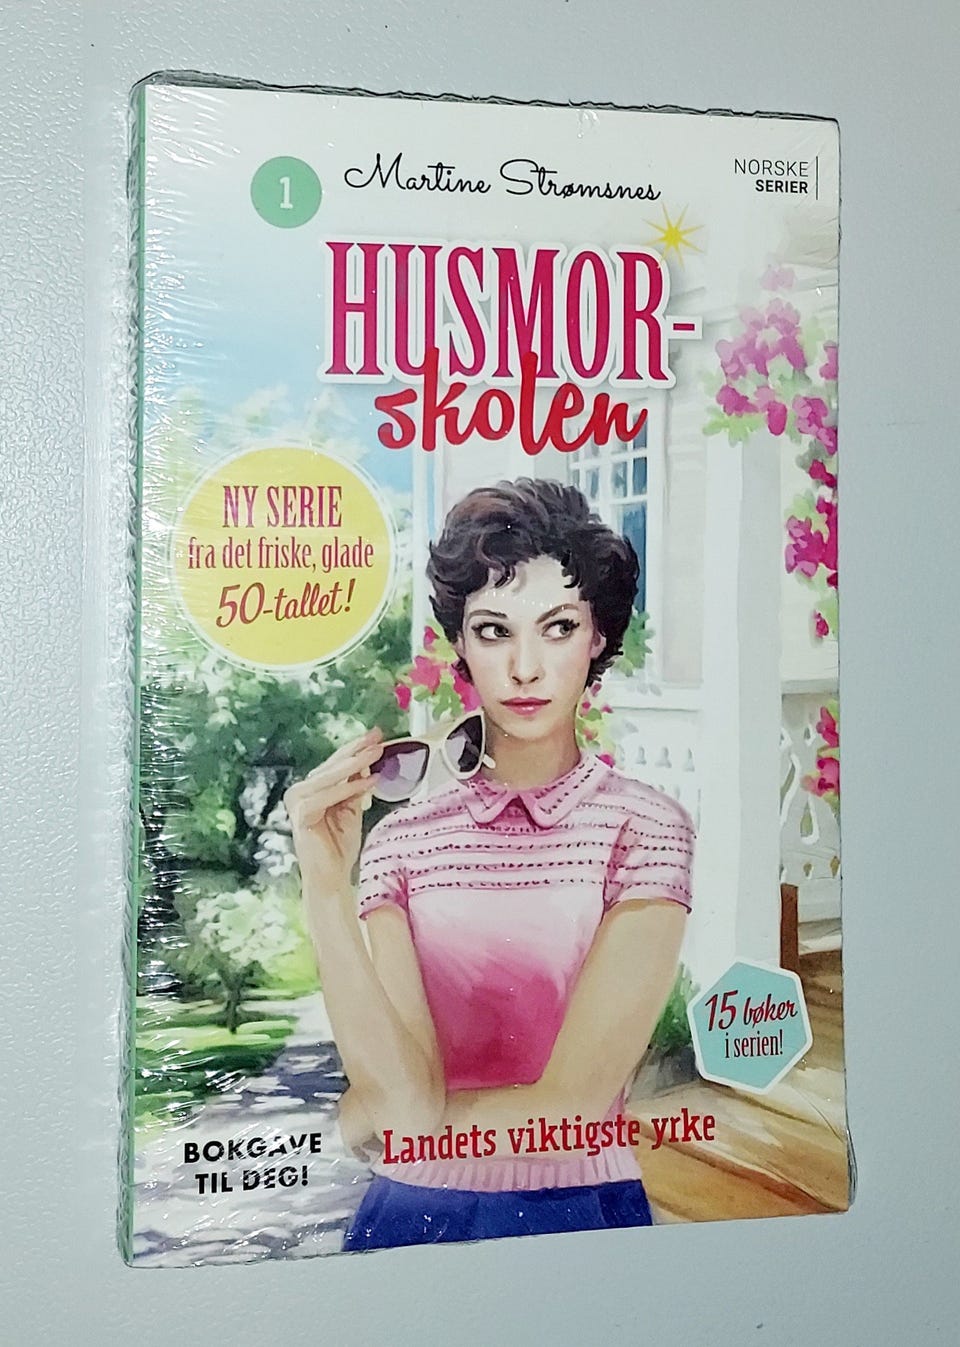 1
Martine Strømsnes
NORSKE
SERIER
HUSMOR-
skolen
NY SERIE
fra det friske, glade
50-tallet!
15 bøker
i serien!
Landets viktigste yrke
BOKGAVE
TIL DEG!